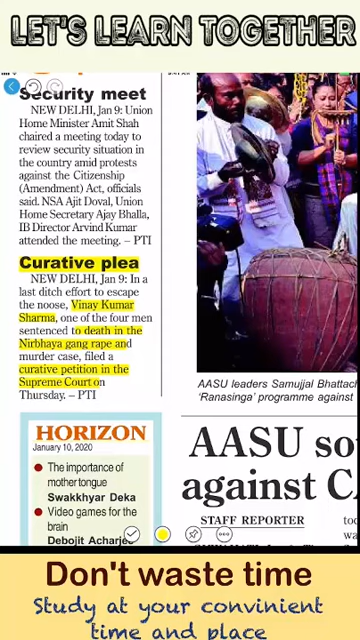 LET'S LEARN TOGETHER
Security meet
NEW DELHI, Jan 9: Union
Home Minister Amit Shah
chaired a meeting today to
review security situation in
the country amid protests
against the Citizenship
(Amendment) Act, officials
said. NSA Ajit Doval, Union
Home Secretary Ajay Bhalla,
IB Director Arvind Kumar
attended the meeting. – PTI
Curative plea
NEW DELHI, Jan 9: In a
last ditch effort to escape
the noose, Vinay Kumar
Sharma, one of the four men
sentenced to death in the
Nirbhaya gang rape and
murder case, filed a
curative petition in the
Supreme Court on
Thursday. – PTI
HORIZON
January 10, 2020
The importance of
mother tongue
Swakkhyar Deka
Video games for the
brain
Debojit Acharjee
AASU leaders Samujjal Bhattach
'Ranasinga' programme against
AASU so
against CA
STAFF REPORTER
Don't waste time
Study at your convinient
time and place